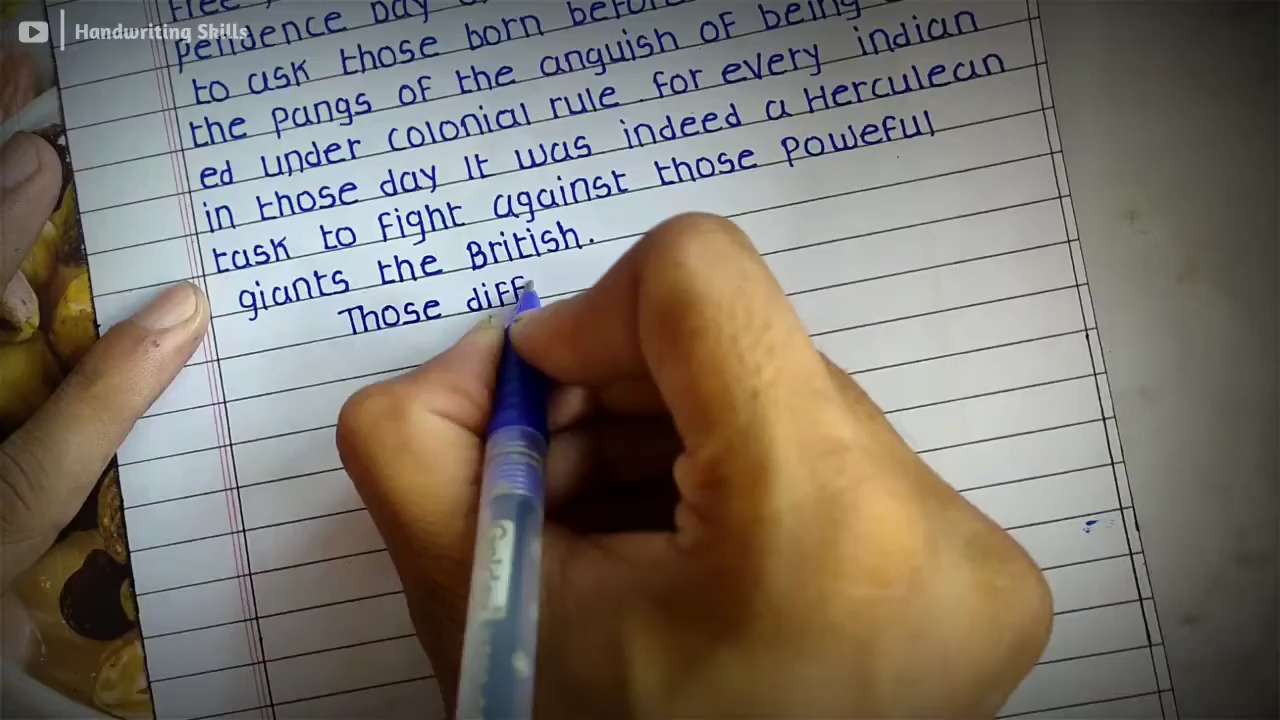 Handwriting Skills
pendence Day
to ask those born before
the pangs of the anguish of being
ed under colonial rule for every indian
in those day It was indeed a Herculean
task to fight against those poweful
giants the British.
Those diff